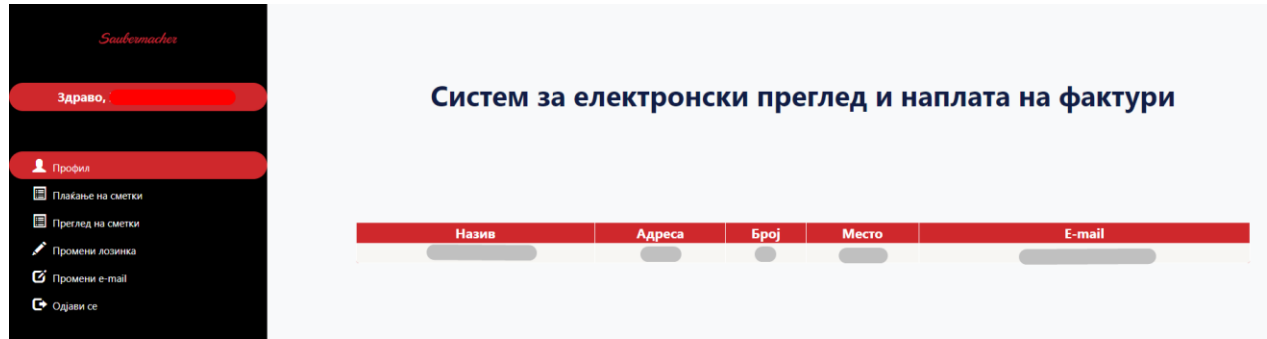 Saubermacher
Здраво,
Профил
Плаќање на сметки
Преглед на сметки
Промени лозинка
Промени e-mail
Одјави се
Систем за електронски преглед и наплата на фактури
Назив Адреса Број Место E-mail